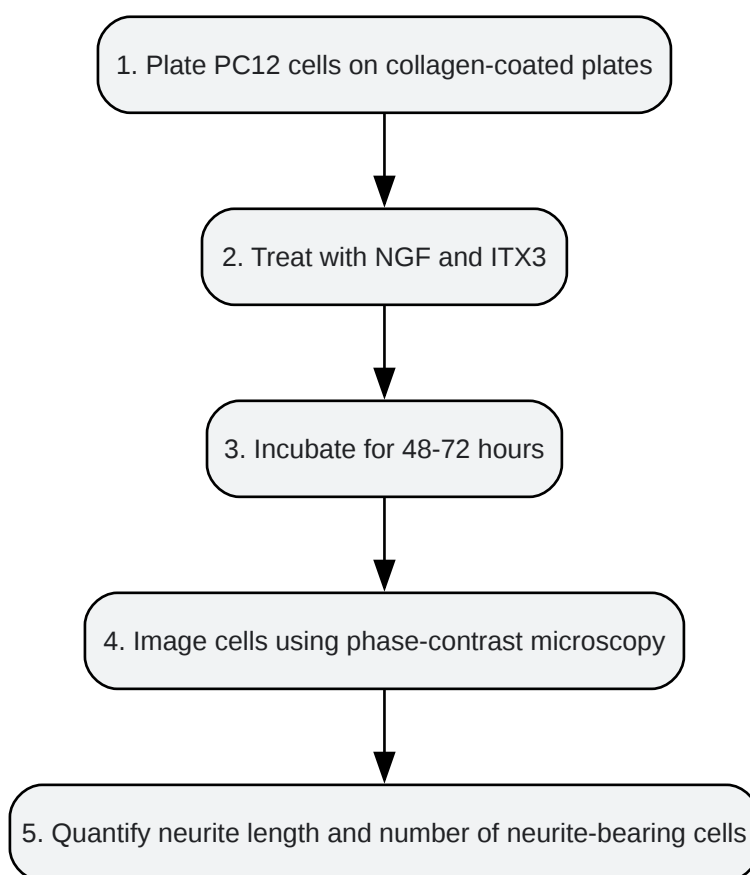 1. Plate PC12 cells on collagen-coated plates
2. Treat with NGF and ITX3
3. Incubate for 48-72 hours
4. Image cells using phase-contrast microscopy
5. Quantify neurite length and number of neurite-bearing cells